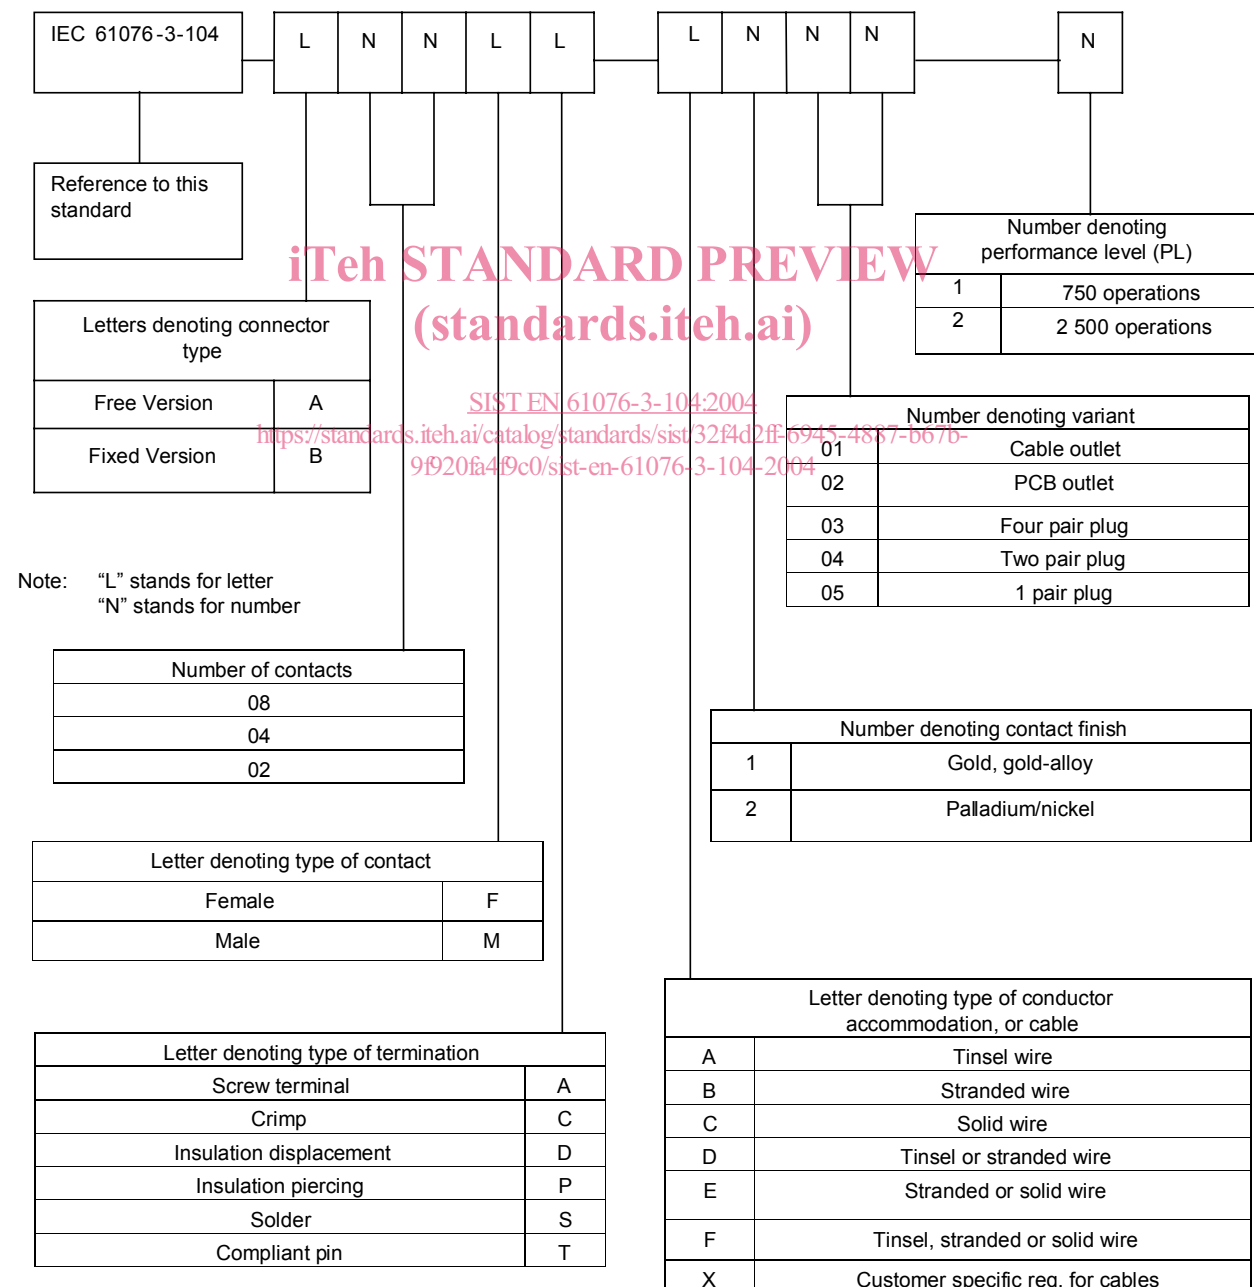 IEC 61076-3-104
L N N L L L N N N N
Reference to this
standard
Number denoting
performance level (PL)
1 750 operations
2 2 500 operations
iTeh STANDARD PREVIEW
(standards.iteh.ai)
Letters denoting connector
type
Free Version A
Fixed Version B
SIST EN 61076-3-104:2004
https://standards.iteh.ai/catalog/standards/sist/32f4d2ff-6945-4887-b67b-
9f920fa4f9c0/sist-en-61076-3-104-2004
Number denoting variant
01 Cable outlet
02 PCB outlet
03 Four pair plug
04 Two pair plug
05 1 pair plug
Note: “L” stands for letter
“N” stands for number
Number of contacts
08
04
02
Number denoting contact finish
1 Gold, gold-alloy
2 Palladium/nickel
Letter denoting type of contact
Female F
Male M
Letter denoting type of termination
Screw terminal A
Crimp C
Insulation displacement D
Insulation piercing P
Solder S
Compliant pin T
Letter denoting type of conductor
accommodation, or cable
A Tinsel wire
B Stranded wire
C Solid wire
D Tinsel or stranded wire
E Stranded or solid wire
F Tinsel, stranded or solid wire
X Customer specific req. for cables